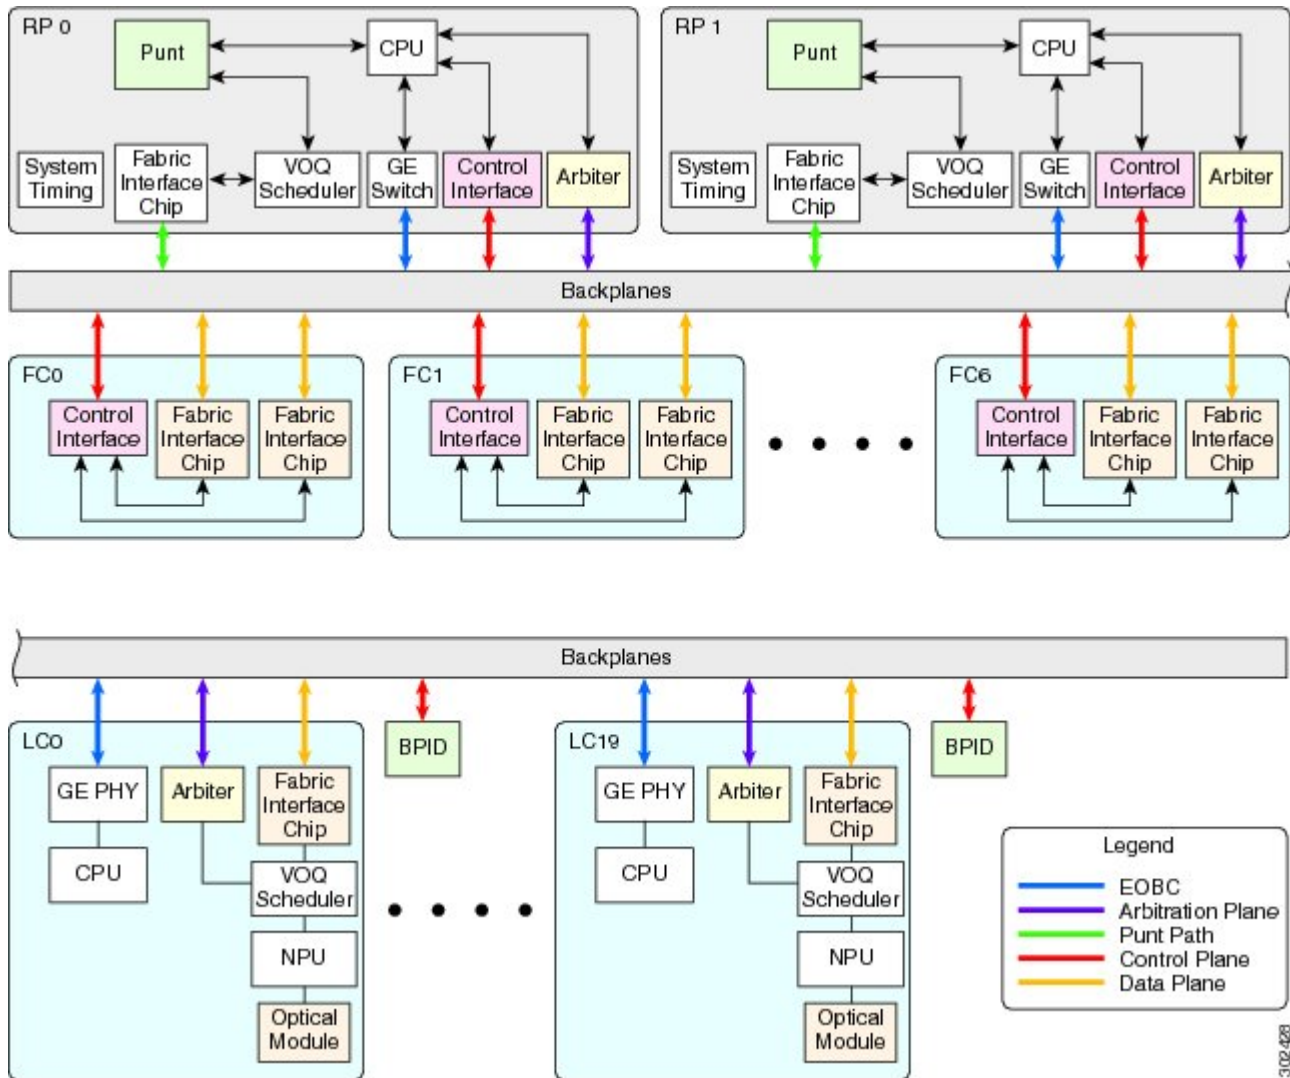 RP 0
Punt
CPU
System
Timing
Fabric
Interface
Chip
VOQ
Scheduler
GE
Switch
Control
Interface
Arbiter
RP 1
Punt
CPU
System
Timing
Fabric
Interface
Chip
VOQ
Scheduler
GE
Switch
Control
Interface
Arbiter
Backplanes
FC0
Control
Interface
Fabric
Interface
Chip
Fabric
Interface
Chip
FC1
Control
Interface
Fabric
Interface
Chip
Fabric
Interface
Chip
FC6
Control
Interface
Fabric
Interface
Chip
Fabric
Interface
Chip
Backplanes
LC0
GE PHY
CPU
Arbiter
Fabric
Interface
Chip
VOQ
Scheduler
NPU
Optical
Module
BPID
LC19
GE PHY
CPU
Arbiter
Fabric
Interface
Chip
VOQ
Scheduler
NPU
Optical
Module
BPID
Legend
EOBC
Arbitration Plane
Punt Path
Control Plane
Data Plane
302428